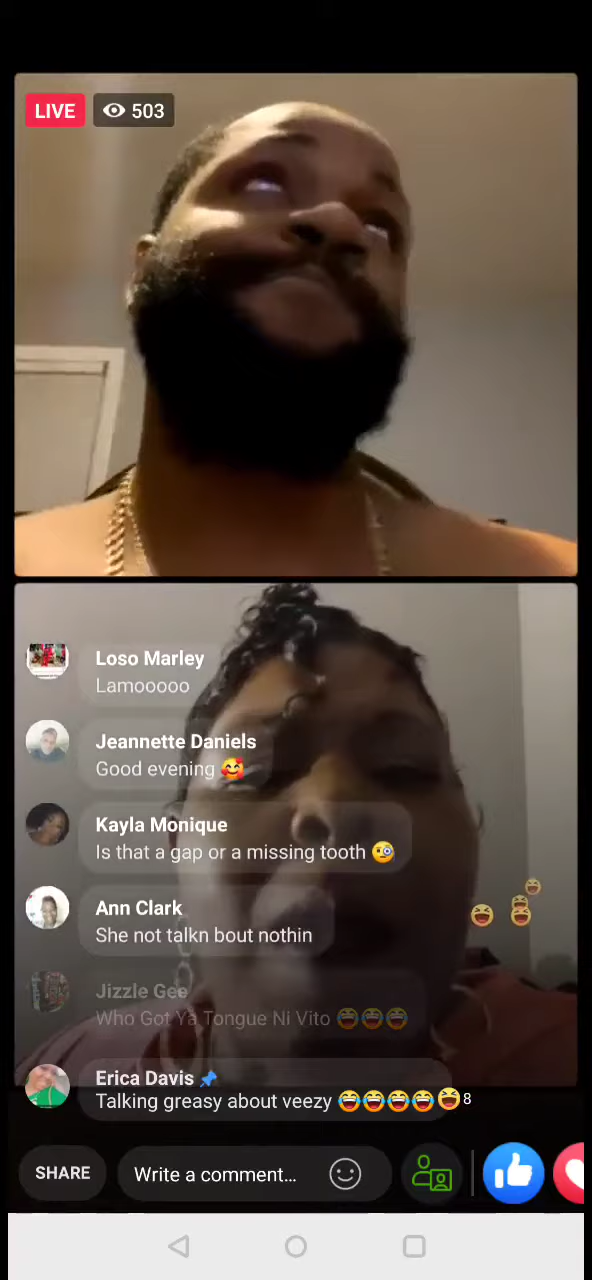 LIVE 503
Loso Marley
Lamooooo
Jeannette Daniels
Good evening 🥰
Kayla Monique
Is that a gap or a missing tooth 🧐
Ann Clark
She not talkn bout nothin
Jizzle Gee
Who Got Ya Tongue Ni Vito 😂😂😂
Erica Davis 📌
Talking greasy about veezy 😂😂😂😂 😆 8
SHARE Write a comment...